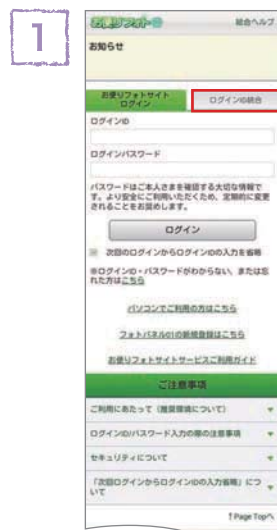 1
お便りフォト
総合ヘルプ
お知らせ
お便りフォトサイト
ログイン
ログインID統合
ログインID
ログインパスワード
パスワードはご本人さまを確認する大切な情報で
す。より安全にご利用いただくため、定期的に変更
されることをお奨めします。
ログイン
次回のログインからログインIDの入力を省略
※ログインID・パスワードがわからない、または忘
れた方はこちら
パソコンでご利用の方はこちら
フォトパネル01の新規登録はこちら
お便りフォトサイトサービスご利用ガイド
ご注意事項
ご利用にあたって（推奨環境について）
ログインID/パスワード入力の際の注意事項
セキュリティについて
「次回ログインからログインIDの入力省略」につ
いて
↑Page Topへ